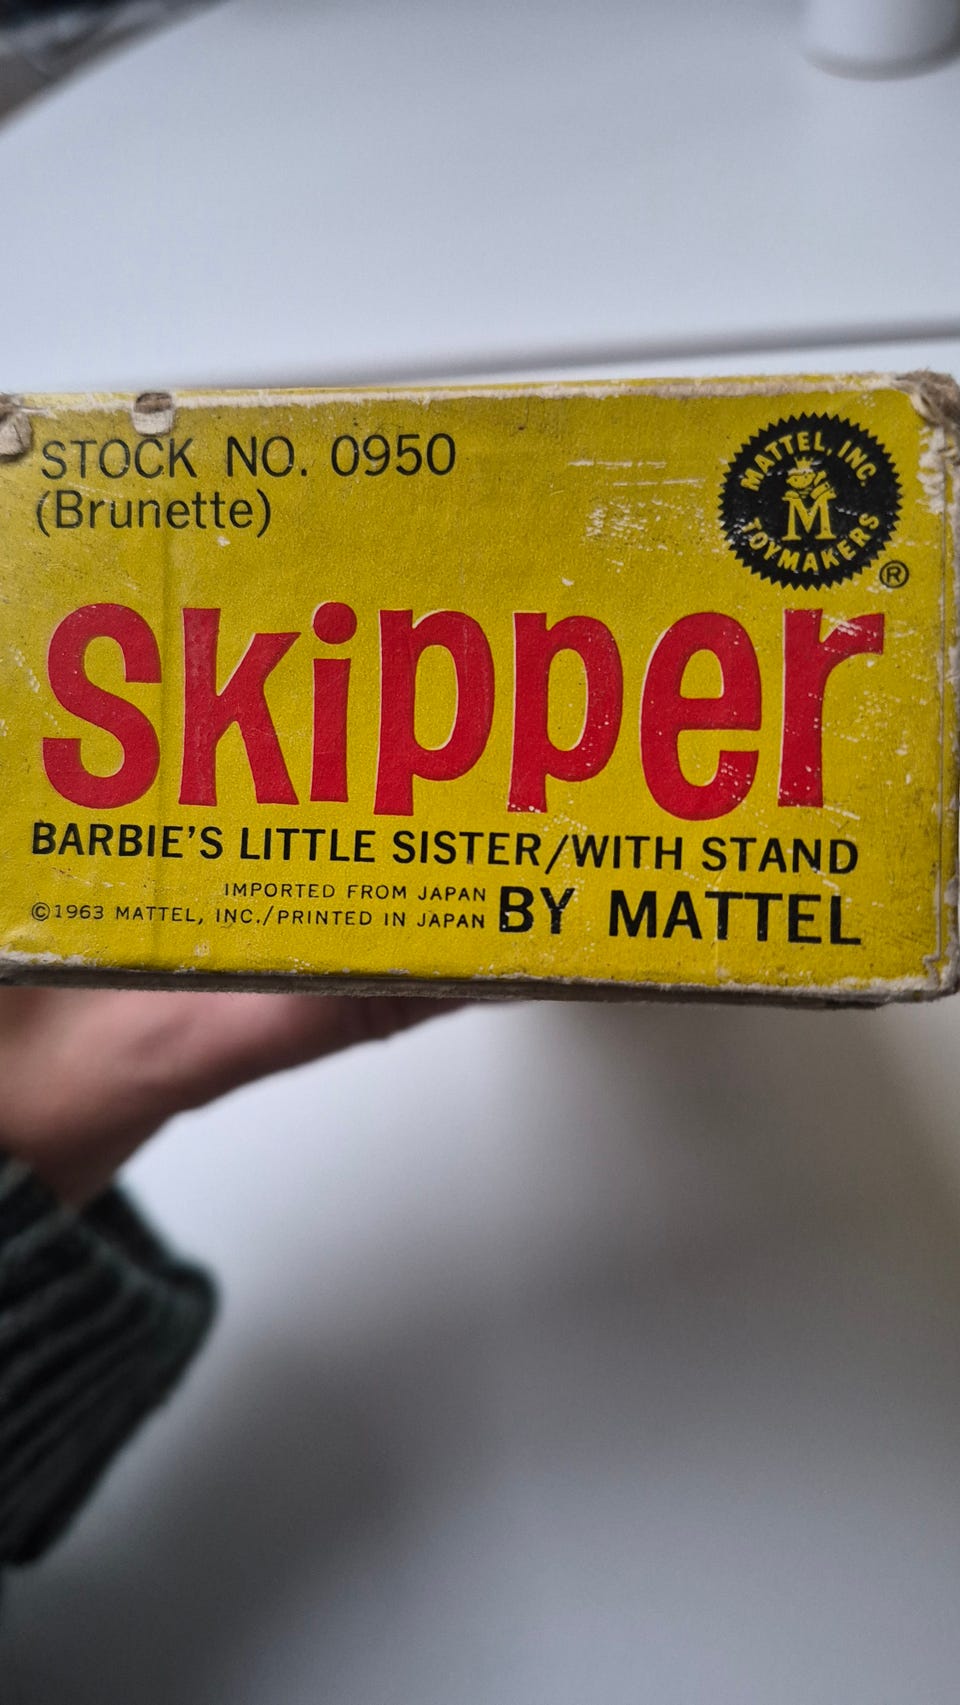 STOCK NO. 0950
(Brunette)
MATTEL, INC.
M
TOYMAKERS
®
Skipper
BARBIE'S LITTLE SISTER/WITH STAND
IMPORTED FROM JAPAN
©1963 MATTEL, INC./PRINTED IN JAPAN
BY MATTEL